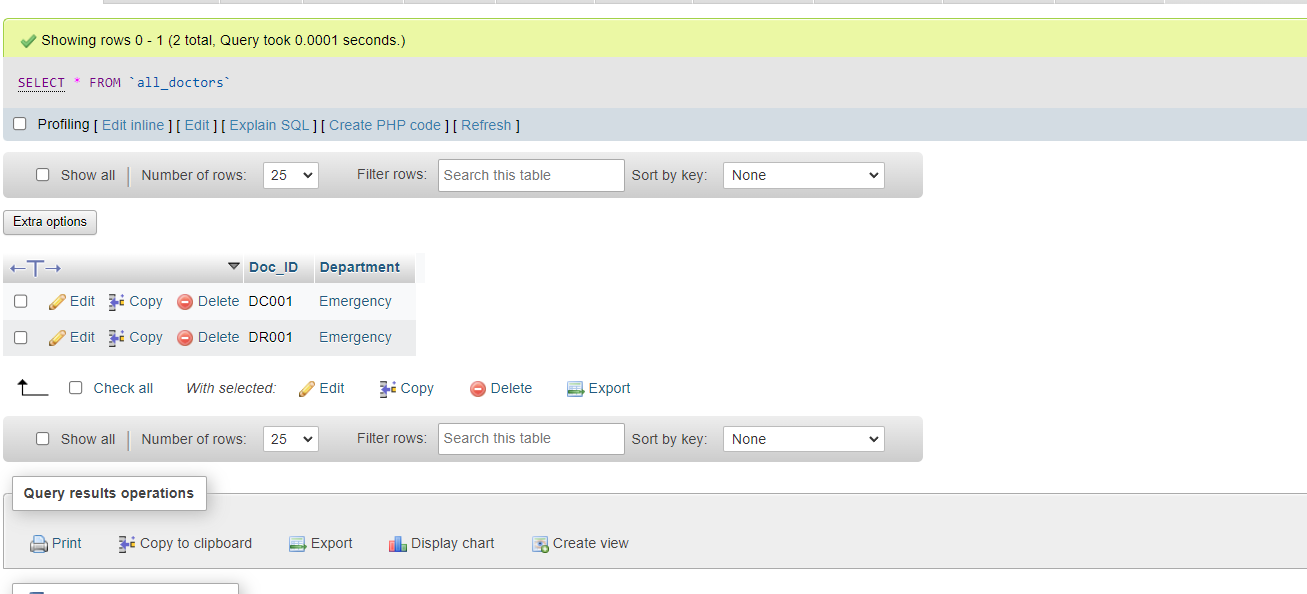 Showing rows 0 - 1 (2 total, Query took 0.0001 seconds.)
SELECT * FROM `all_doctors`
Profiling [ Edit inline ] [ Edit ] [ Explain SQL ] [ Create PHP code ] [ Refresh ]
Show all | Number of rows: 25 Filter rows: Search this table Sort by key: None
Extra options
Doc_ID Department
Edit Copy Delete DC001 Emergency
Edit Copy Delete DR001 Emergency
Check all With selected: Edit Copy Delete Export
Show all | Number of rows: 25 Filter rows: Search this table Sort by key: None
Query results operations
Print Copy to clipboard Export Display chart Create view